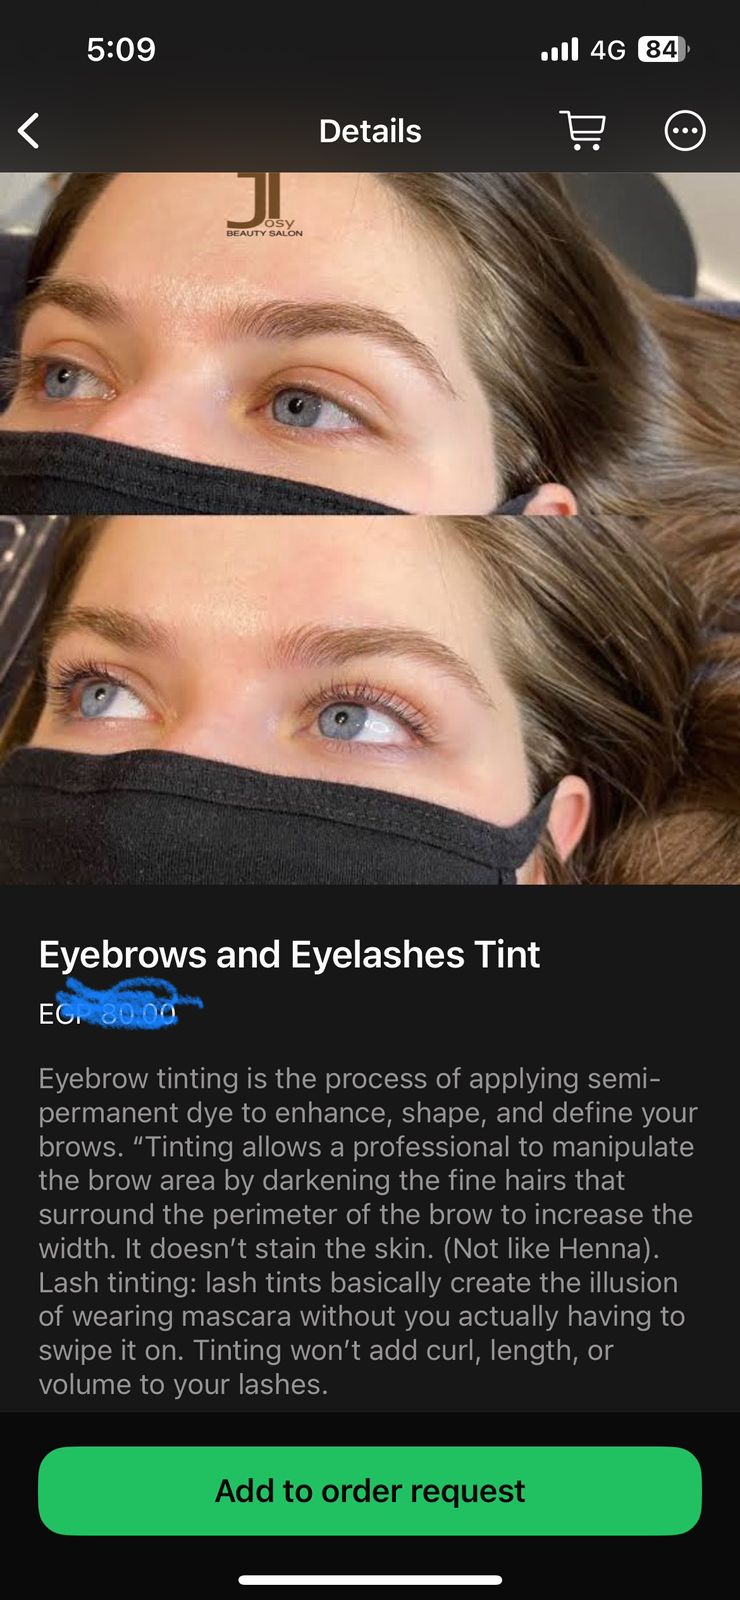 5:09
4G 84
Details
JJosy
BEAUTY SALON
Eyebrows and Eyelashes Tint
EGP 80.00
Eyebrow tinting is the process of applying semi-
permanent dye to enhance, shape, and define your
brows. “Tinting allows a professional to manipulate
the brow area by darkening the fine hairs that
surround the perimeter of the brow to increase the
width. It doesn’t stain the skin. (Not like Henna).
Lash tinting: lash tints basically create the illusion
of wearing mascara without you actually having to
swipe it on. Tinting won’t add curl, length, or
volume to your lashes.
Add to order request